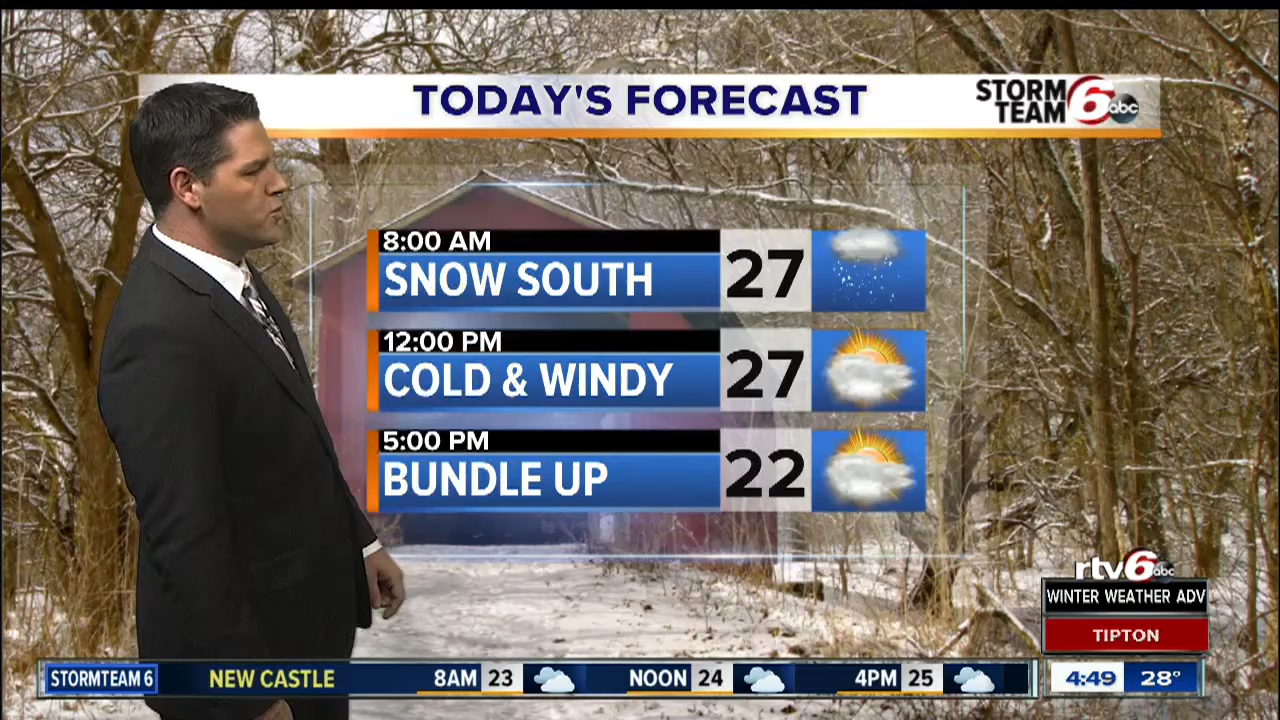 TODAY'S FORECAST
STORM
TEAM 6 abc
8:00 AM
SNOW SOUTH 27
12:00 PM
COLD & WINDY 27
5:00 PM
BUNDLE UP 22
rtv6 abc
WINTER WEATHER ADV
TIPTON
STORMTEAM 6 NEW CASTLE 8AM 23 NOON 24 4PM 25 4:49 28°